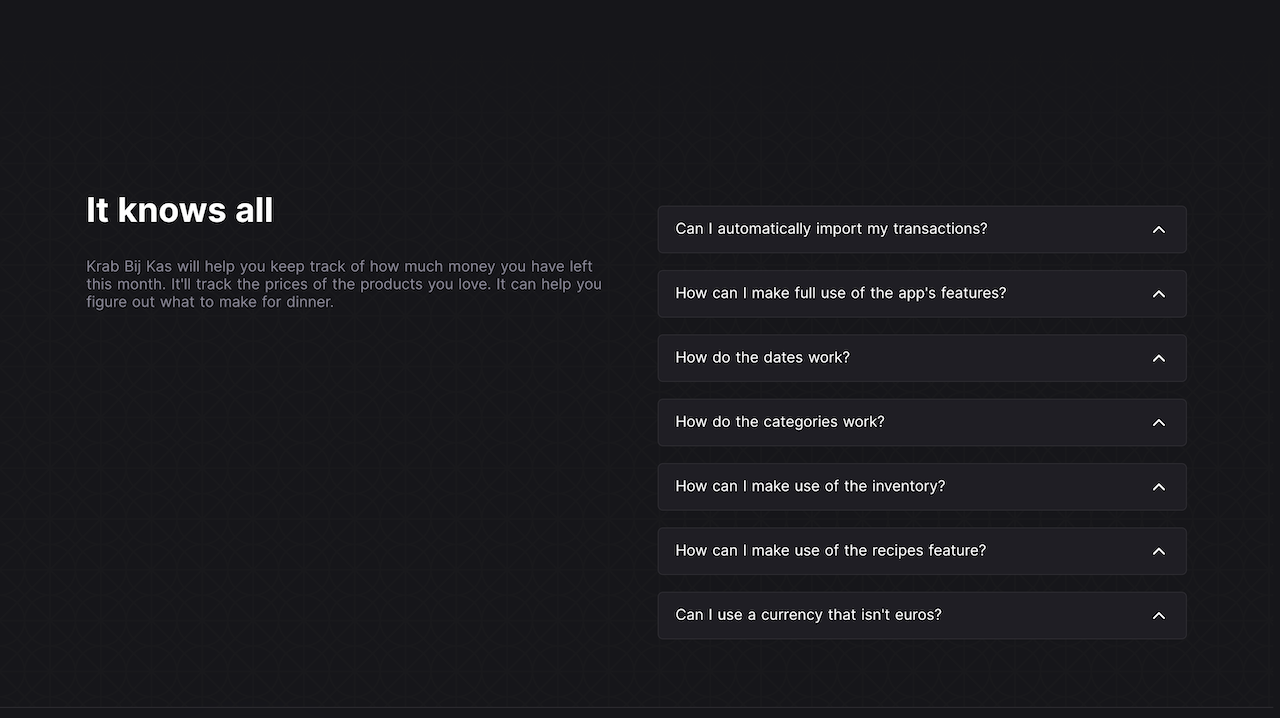 It knows all
Krab Bij Kas will help you keep track of how much money you have left
this month. It'll track the prices of the products you love. It can help you
figure out what to make for dinner.
Can I automatically import my transactions?
How can I make full use of the app's features?
How do the dates work?
How do the categories work?
How can I make use of the inventory?
How can I make use of the recipes feature?
Can I use a currency that isn't euros?